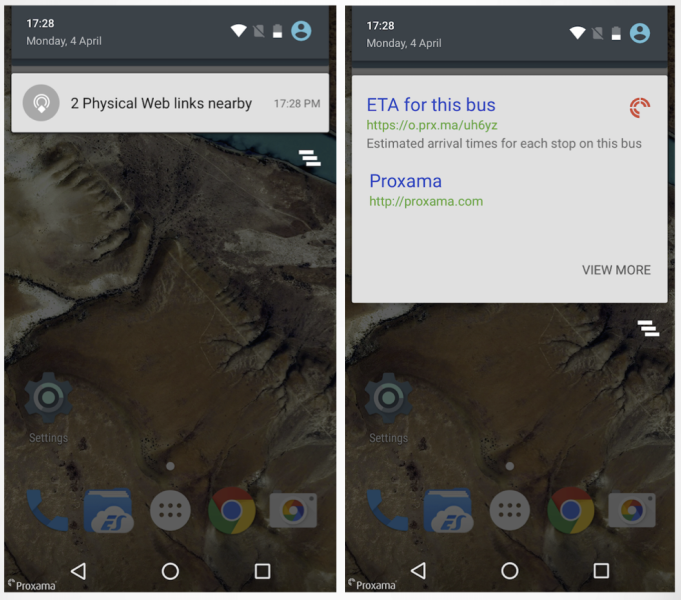 17:28
Monday, 4 April
2 Physical Web links nearby
17:28 PM
Settings
ES
Proxama
17:28
Monday, 4 April
ETA for this bus
https://o.prx.ma/uh6yz
Estimated arrival times for each stop on this bus
Proxama
http://proxama.com
VIEW MORE
Settings
ES
Proxama